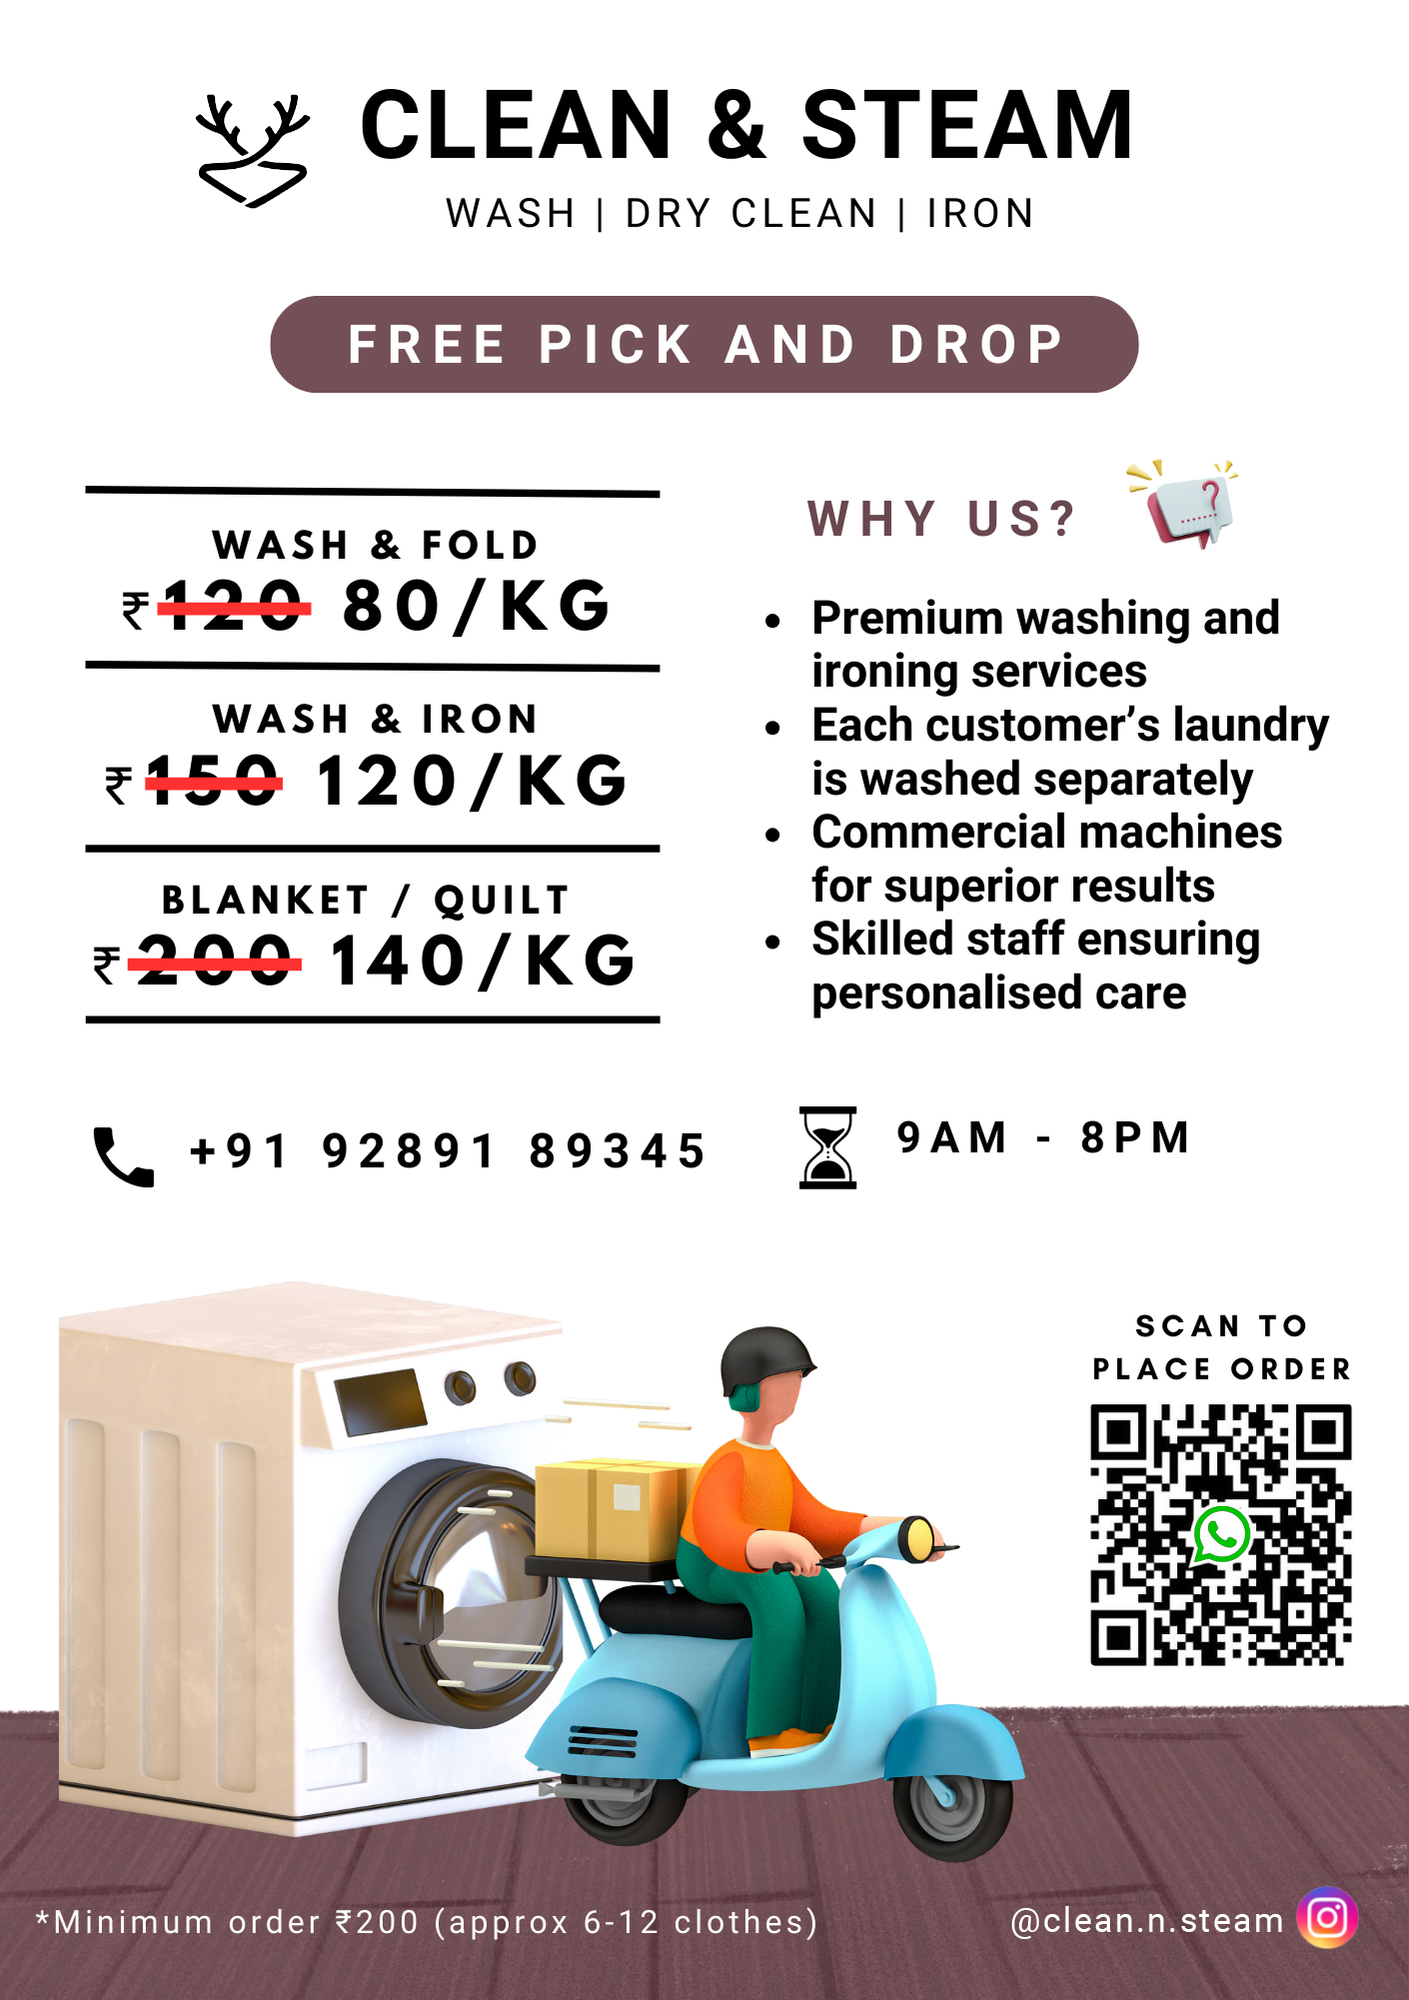 CLEAN & STEAM
WASH | DRY CLEAN | IRON
FREE PICK AND DROP
WASH & FOLD
₹120 80/KG
WASH & IRON
₹150 120/KG
BLANKET / QUILT
₹200 140/KG
WHY US?
?
• Premium washing and
ironing services
• Each customer’s laundry
is washed separately
• Commercial machines
for superior results
• Skilled staff ensuring
personalised care
+91 92891 89345
9AM - 8PM
SCAN TO
PLACE ORDER
*Minimum order ₹200 (approx 6-12 clothes)
@clean.n.steam